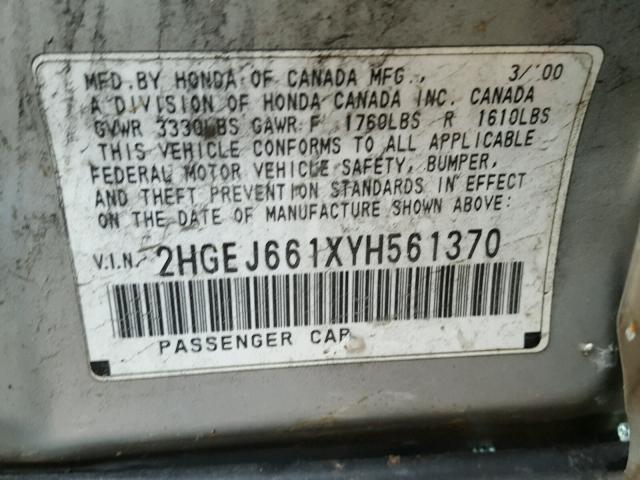 MFD. BY HONDA OF CANADA MFG., 3/'00
A DIVISION OF HONDA CANADA INC. CANADA
GVWR 3330LBS GAWR F 1760LBS R 1610LBS
THIS VEHICLE CONFORMS TO ALL APPLICABLE
FEDERAL MOTOR VEHICLE SAFETY, BUMPER,
AND THEFT PREVENTION STANDARDS IN EFFECT
ON THE DATE OF MANUFACTURE SHOWN ABOVE:
V.I.N. 2HGEJ661XYH561370
PASSENGER CAR